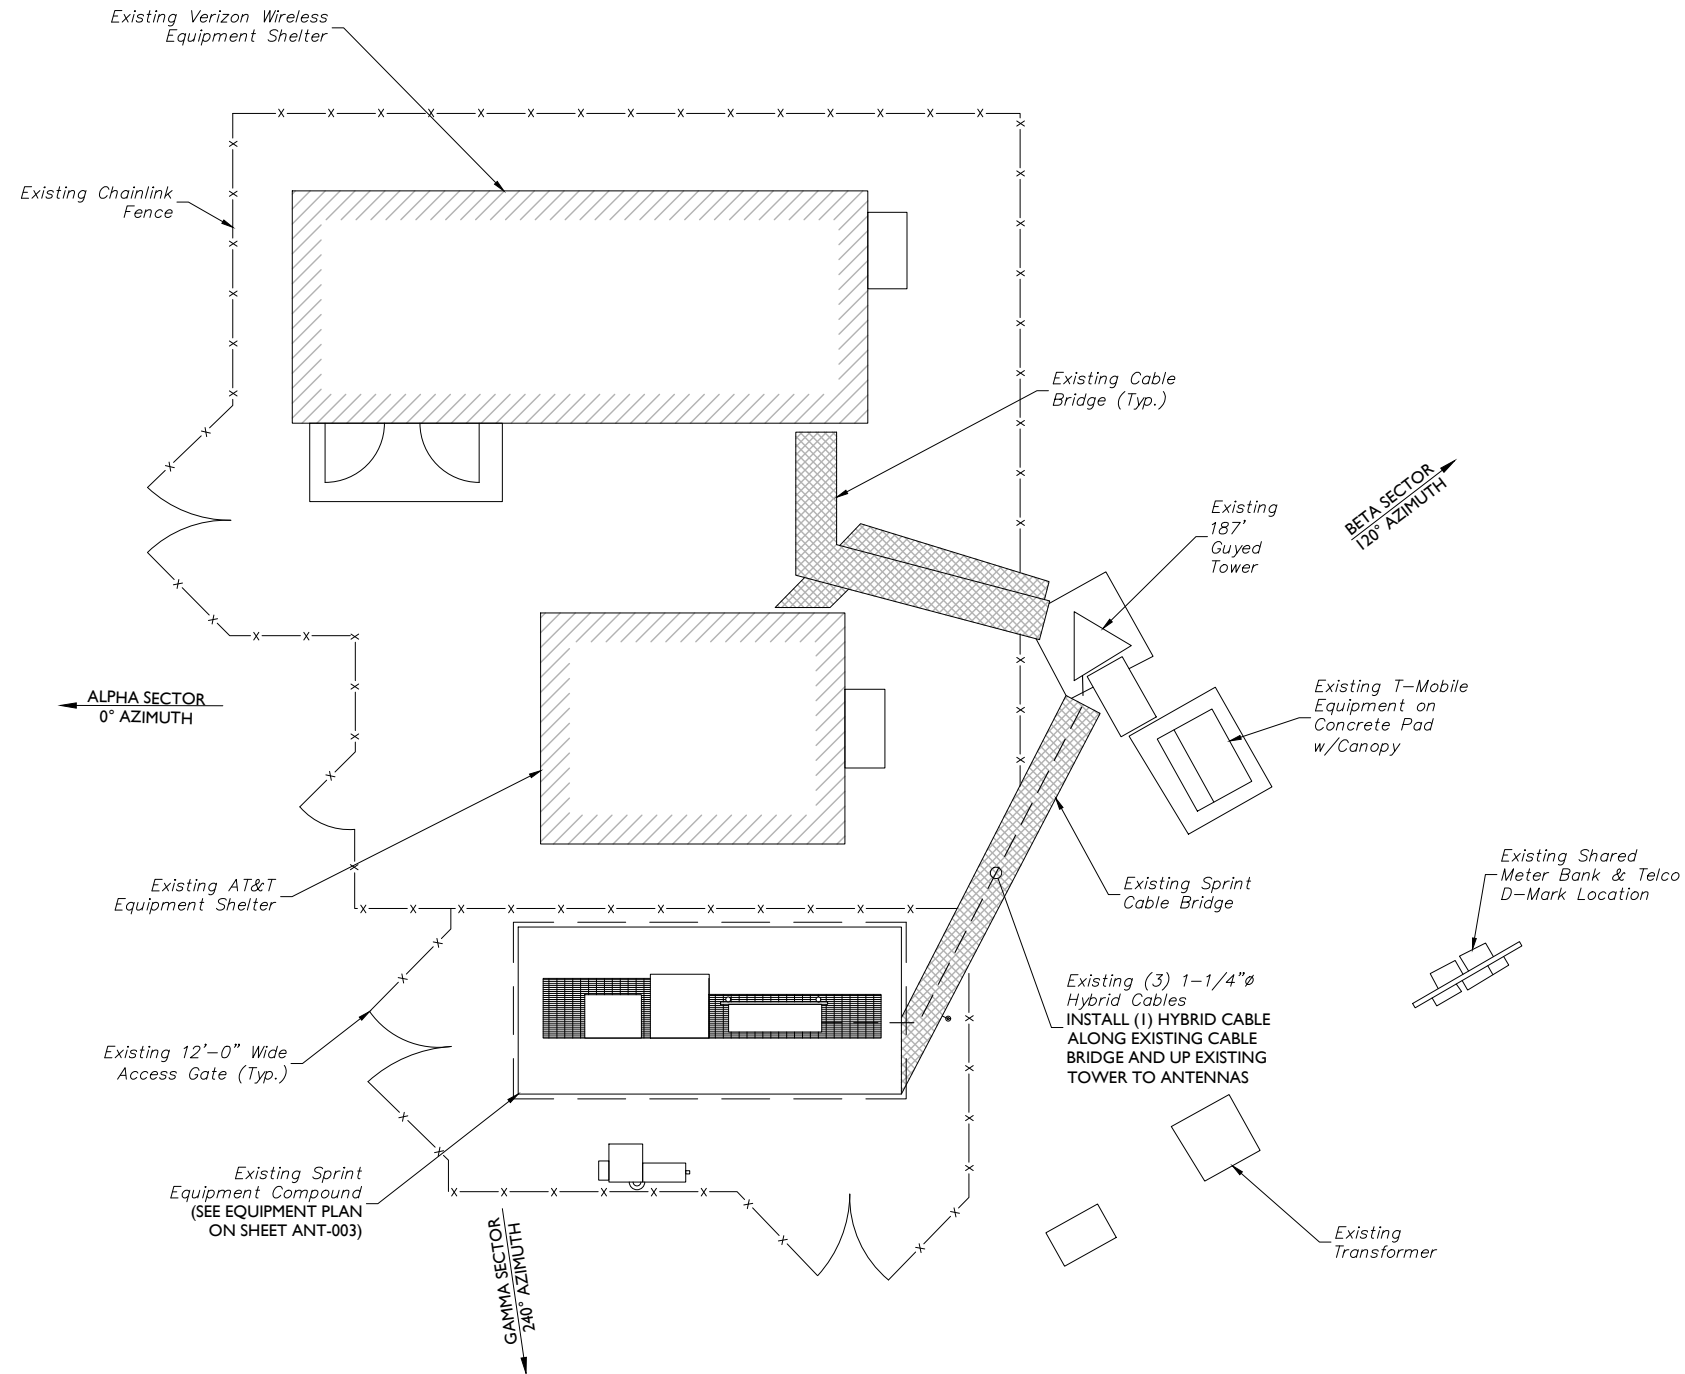 Existing Verizon Wireless
Equipment Shelter
Existing Chainlink
Fence
Existing Cable
Bridge (Typ.)
BETA SECTOR
120° AZIMUTH
Existing
187'
Guyed
Tower
ALPHA SECTOR
0° AZIMUTH
Existing T-Mobile
Equipment on
Concrete Pad
w/Canopy
Existing AT&T
Equipment Shelter
Existing Sprint
Cable Bridge
Existing Shared
Meter Bank & Telco
D-Mark Location
Existing (3) 1-1/4"ø
Hybrid Cables
INSTALL (1) HYBRID CABLE
ALONG EXISTING CABLE
BRIDGE AND UP EXISTING
TOWER TO ANTENNAS
Existing 12'-0" Wide
Access Gate (Typ.)
Existing Sprint
Equipment Compound
(SEE EQUIPMENT PLAN
ON SHEET ANT-003)
GAMMA SECTOR
240° AZIMUTH
Existing
Transformer